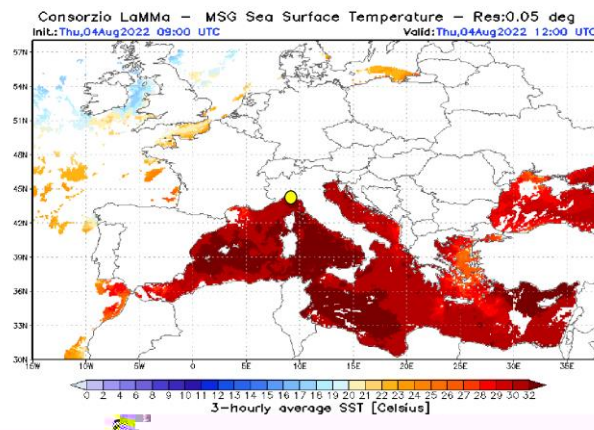 Consorzio LaMMa – MSG Sea Surface Temperature – Res:0.05 deg
Init.: Thu,04Aug2022 09:00 UTC Valid: Thu,04Aug2022 12:00 UTC
57N
54N
51N
48N
45N
42N
39N
36N
33N
30N
15W 10W 5W 0 5E 10E 15E 20E 25E 30E 35E
0 2 4 6 8 10 11 12 13 14 15 16 17 18 19 20 21 22 23 24 25 26 27 28 29 30 32
3-hourly average SST [Celsius]